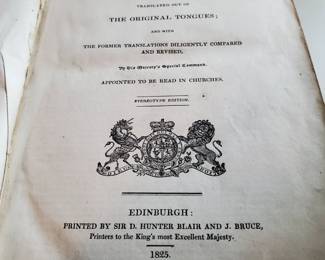 TRANSLATED OUT OF
THE ORIGINAL TONGUES;
AND WITH
THE FORMER TRANSLATIONS DILIGENTLY COMPARED
AND REVISED,
By His Majesty's Special Command.
APPOINTED TO BE READ IN CHURCHES.
STEREOTYPE EDITION.
EDINBURGH:
PRINTED BY SIR D. HUNTER BLAIR AND J. BRUCE,
Printers to the King's most Excellent Majesty.
1825.